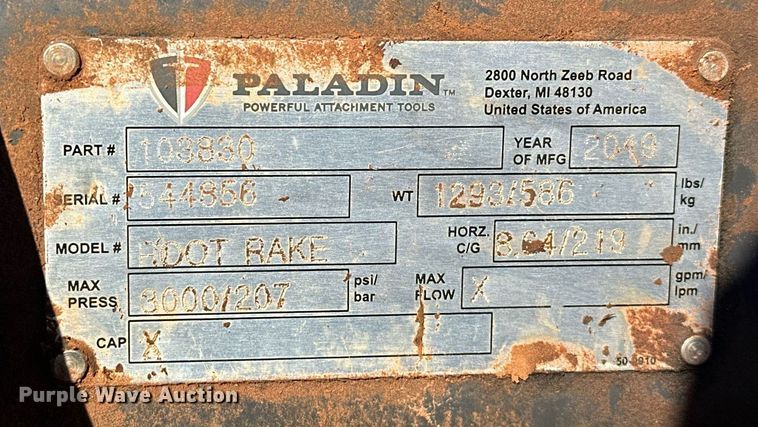 PALADIN™
POWERFUL ATTACHMENT TOOLS
2800 North Zeeb Road
Dexter, MI 48130
United States of America
PART # 103830
YEAR OF MFG
SERIAL # 544856
WT 1293/586 lbs/kg
MODEL # ROOT RAKE
HORZ. C/G in./mm
MAX PRESS 3000/207 psi/bar
MAX FLOW X gpm/lpm
CAP X
Purple Wave Auction